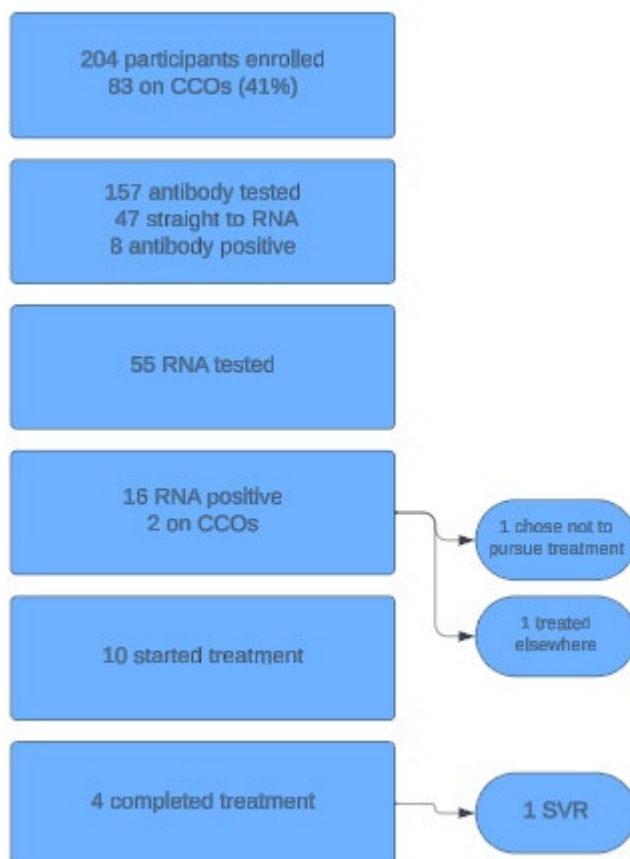 204 participants enrolled
83 on CCOs (41%)
157 antibody tested
47 straight to RNA
8 antibody positive
55 RNA tested
16 RNA positive
2 on CCOs
1 chose not to
pursue treatment
1 treated
elsewhere
10 started treatment
4 completed treatment
1 SVR